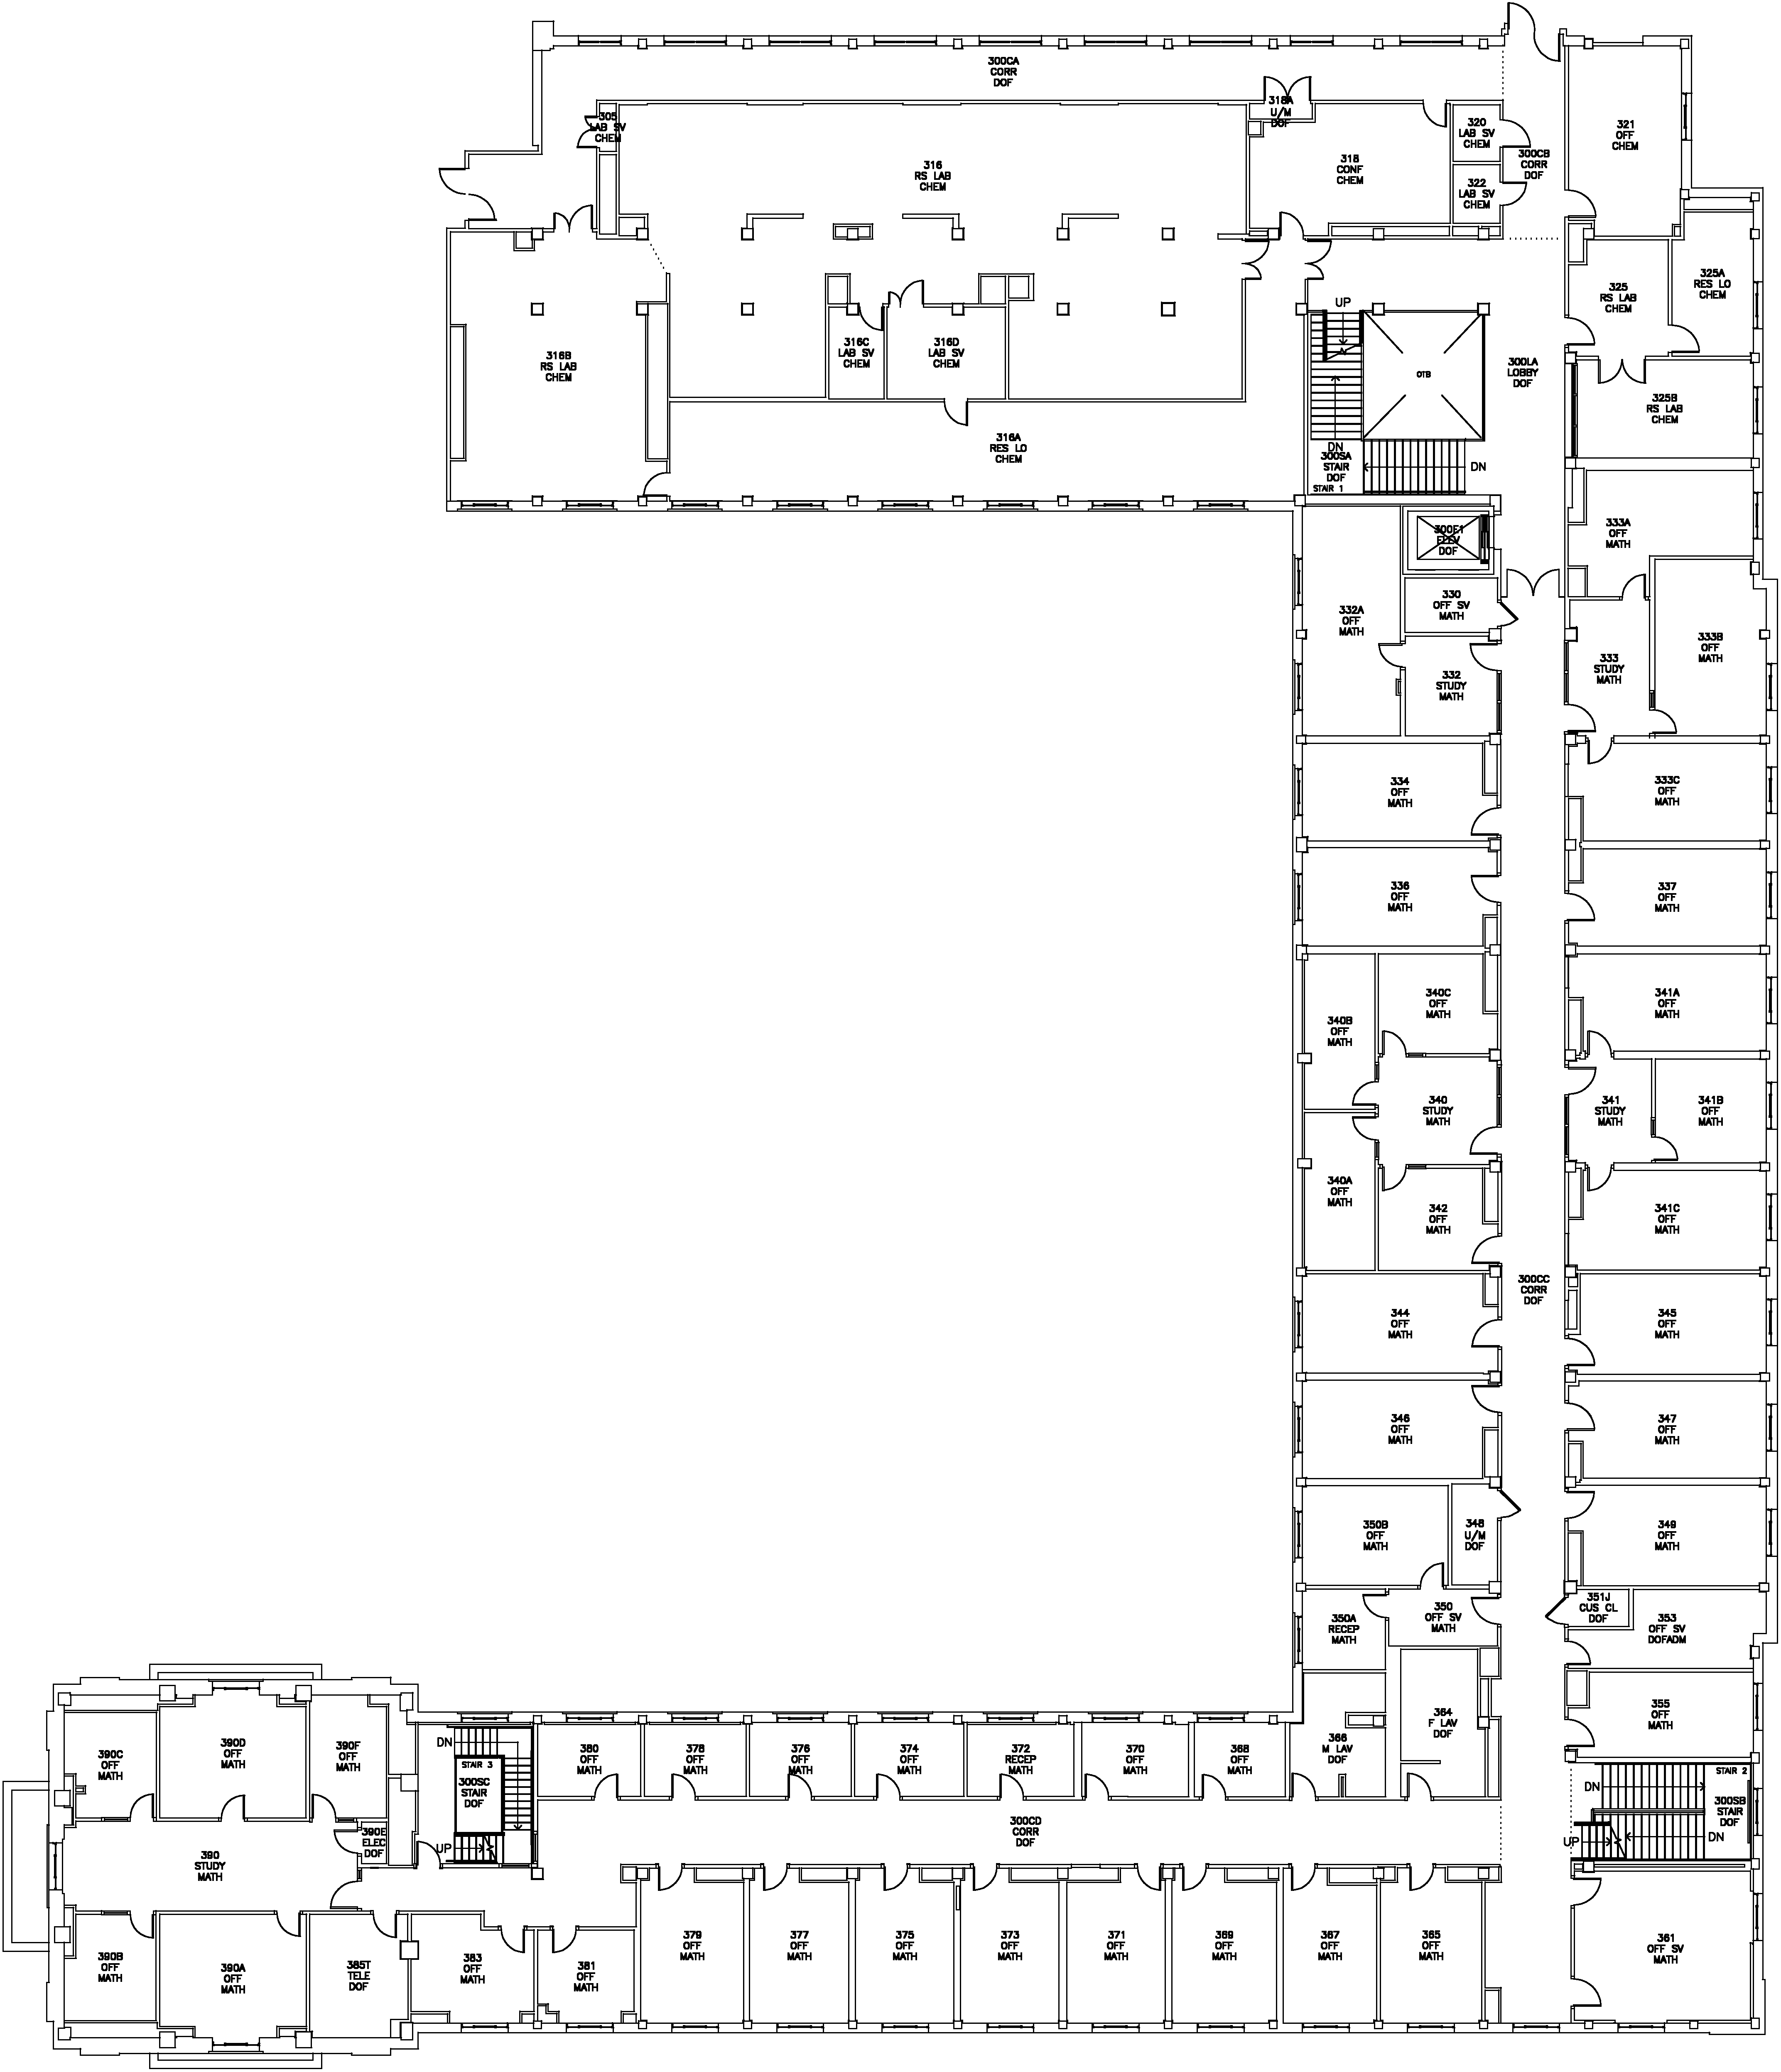 300CA
CORR
DOF
305
LAB SV
CHEM
316
RS LAB
CHEM
318A
U/M
DOF
318
CONF
CHEM
320
LAB SV
CHEM
322
LAB SV
CHEM
300CB
CORR
DOF
321
OFF
CHEM
325
RS LAB
CHEM
325A
RES LO
CHEM
316B
RS LAB
CHEM
316C
LAB SV
CHEM
316D
LAB SV
CHEM
316A
RES LO
CHEM
UP
OTB
300LA
LOBBY
DOF
325B
RS LAB
CHEM
DN
300SA
STAIR
DOF
STAIR 1
DN
300E1
ELEV
DOF
333A
OFF
MATH
332A
OFF
MATH
330
OFF SV
MATH
332
STUDY
MATH
333
STUDY
MATH
333B
OFF
MATH
334
OFF
MATH
333C
OFF
MATH
336
OFF
MATH
337
OFF
MATH
340B
OFF
MATH
340C
OFF
MATH
341A
OFF
MATH
340
STUDY
MATH
341
STUDY
MATH
341B
OFF
MATH
340A
OFF
MATH
342
OFF
MATH
341C
OFF
MATH
300CC
CORR
DOF
344
OFF
MATH
345
OFF
MATH
346
OFF
MATH
347
OFF
MATH
350B
OFF
MATH
348
U/M
DOF
349
OFF
MATH
350A
RECEP
MATH
350
OFF SV
MATH
351J
CUS CL
DOF
353
OFF SV
DOFADM
355
OFF
MATH
364
F LAV
DOF
366
M LAV
DOF
390C
OFF
MATH
390D
OFF
MATH
390F
OFF
MATH
DN
STAIR 3
300SC
STAIR
DOF
UP
380
OFF
MATH
378
OFF
MATH
376
OFF
MATH
374
OFF
MATH
372
RECEP
MATH
370
OFF
MATH
368
OFF
MATH
STAIR 2
DN
300SB
STAIR
DOF
UP
DN
390E
ELEC
DOF
390
STUDY
MATH
300CD
CORR
DOF
390B
OFF
MATH
390A
OFF
MATH
385T
TELE
DOF
383
OFF
MATH
381
OFF
MATH
379
OFF
MATH
377
OFF
MATH
375
OFF
MATH
373
OFF
MATH
371
OFF
MATH
369
OFF
MATH
367
OFF
MATH
365
OFF
MATH
361
OFF SV
MATH